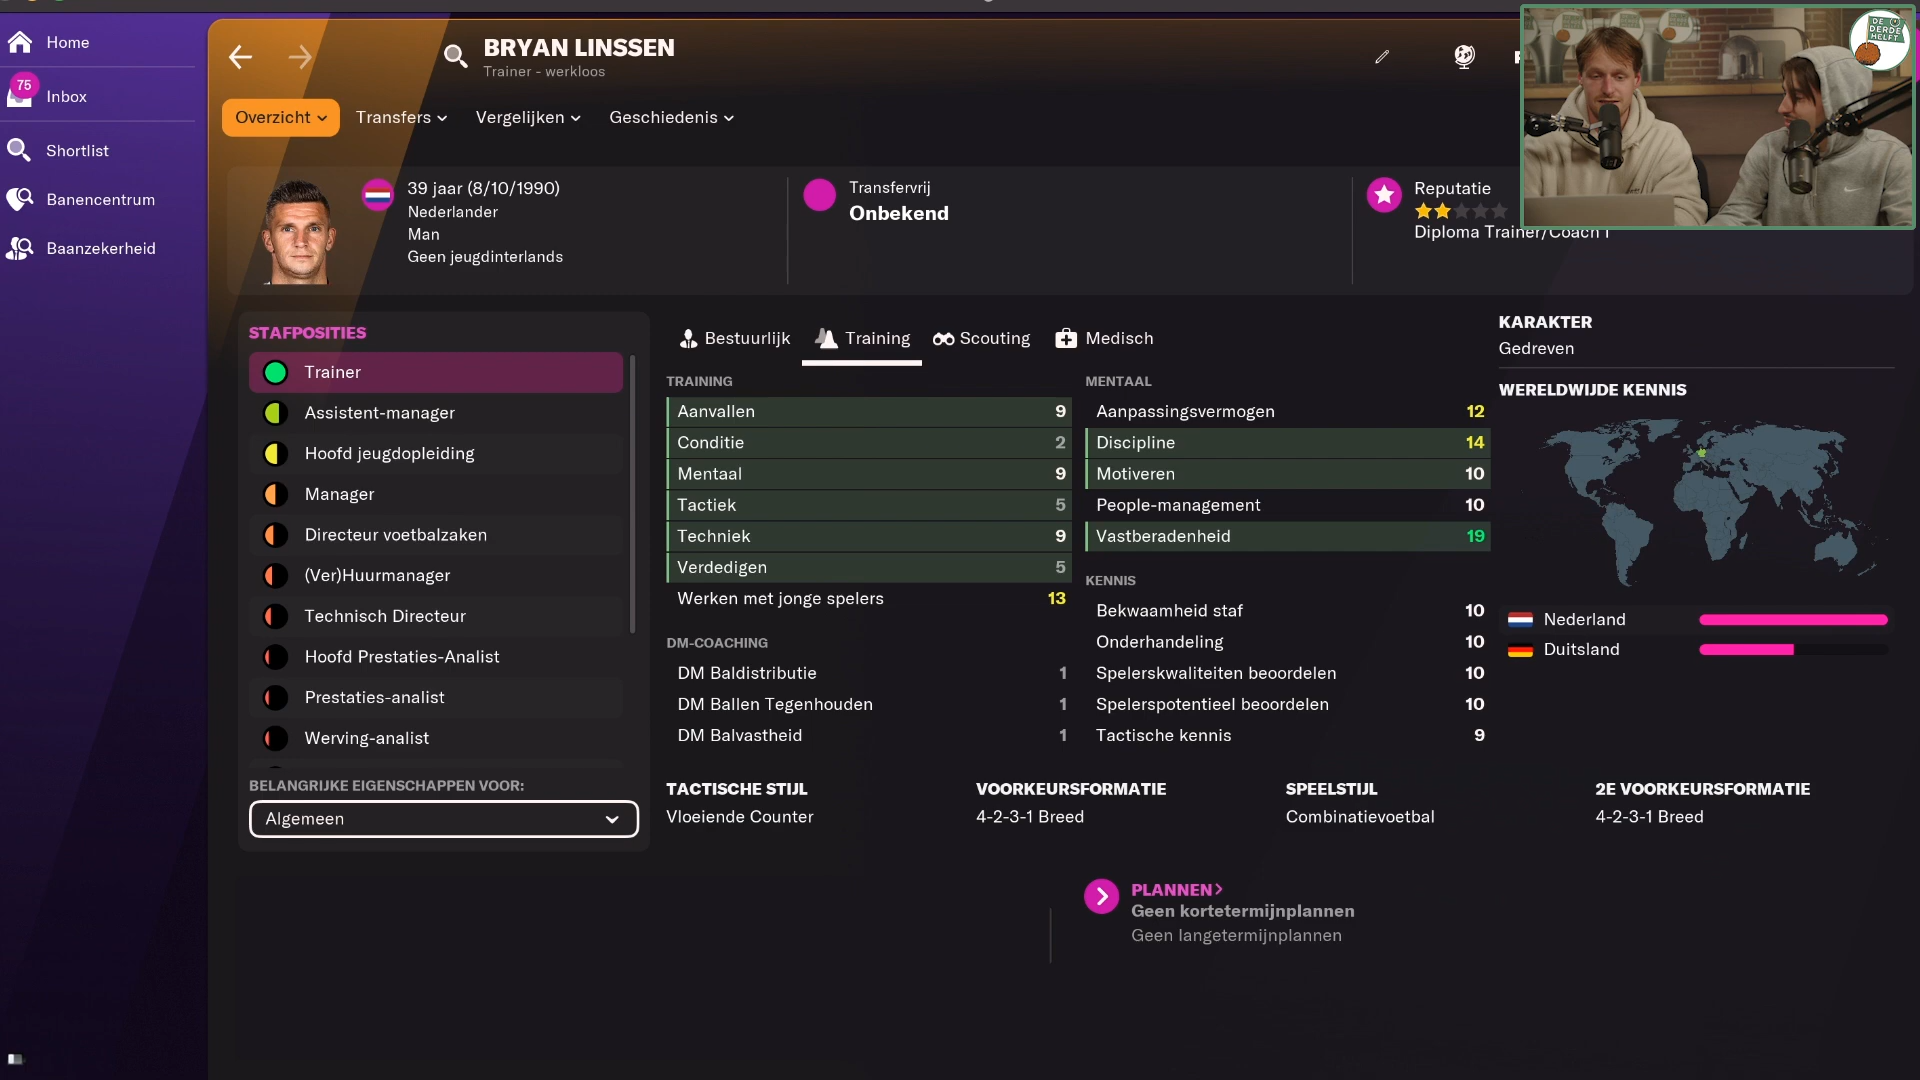 Home
75
Inbox
Shortlist
Banencentrum
Baanzekerheid
BRYAN LINSSEN
Trainer - werkloos
Overzicht
Transfers
Vergelijken
Geschiedenis
39 jaar (8/10/1990)
Nederlander
Man
Geen jeugdinterlands
Transfervrij
Onbekend
Reputatie
Diploma Trainer/Coach I
DE DERDE HELFT
STAFPOSITIES
Trainer
Assistent-manager
Hoofd jeugdopleiding
Manager
Directeur voetbalzaken
(Ver)Huurmanager
Technisch Directeur
Hoofd Prestaties-Analist
Prestaties-analist
Werving-analist
BELANGRIJKE EIGENSCHAPPEN VOOR:
Algemeen
Bestuurlijk
Training
Scouting
Medisch
TRAINING
Aanvallen 9
Conditie 2
Mentaal 9
Tactiek 5
Techniek 9
Verdedigen 5
Werken met jonge spelers 13
DM-COACHING
DM Baldistributie 1
DM Ballen Tegenhouden 1
DM Balvastheid 1
MENTAAL
Aanpassingsvermogen 12
Discipline 14
Motiveren 10
People-management 10
Vastberadenheid 19
KENNIS
Bekwaamheid staf 10
Onderhandeling 10
Spelerskwaliteiten beoordelen 10
Spelerspotentieel beoordelen 10
Tactische kennis 9
KARAKTER
Gedreven
WERELDWIJDE KENNIS
Nederland
Duitsland
TACTISCHE STIJL
Vloeiende Counter
VOORKEURSFORMATIE
4-2-3-1 Breed
SPEELSTIJL
Combinatievoetbal
2E VOORKEURSFORMATIE
4-2-3-1 Breed
PLANNEN
Geen kortetermijnplannen
Geen langetermijnplannen